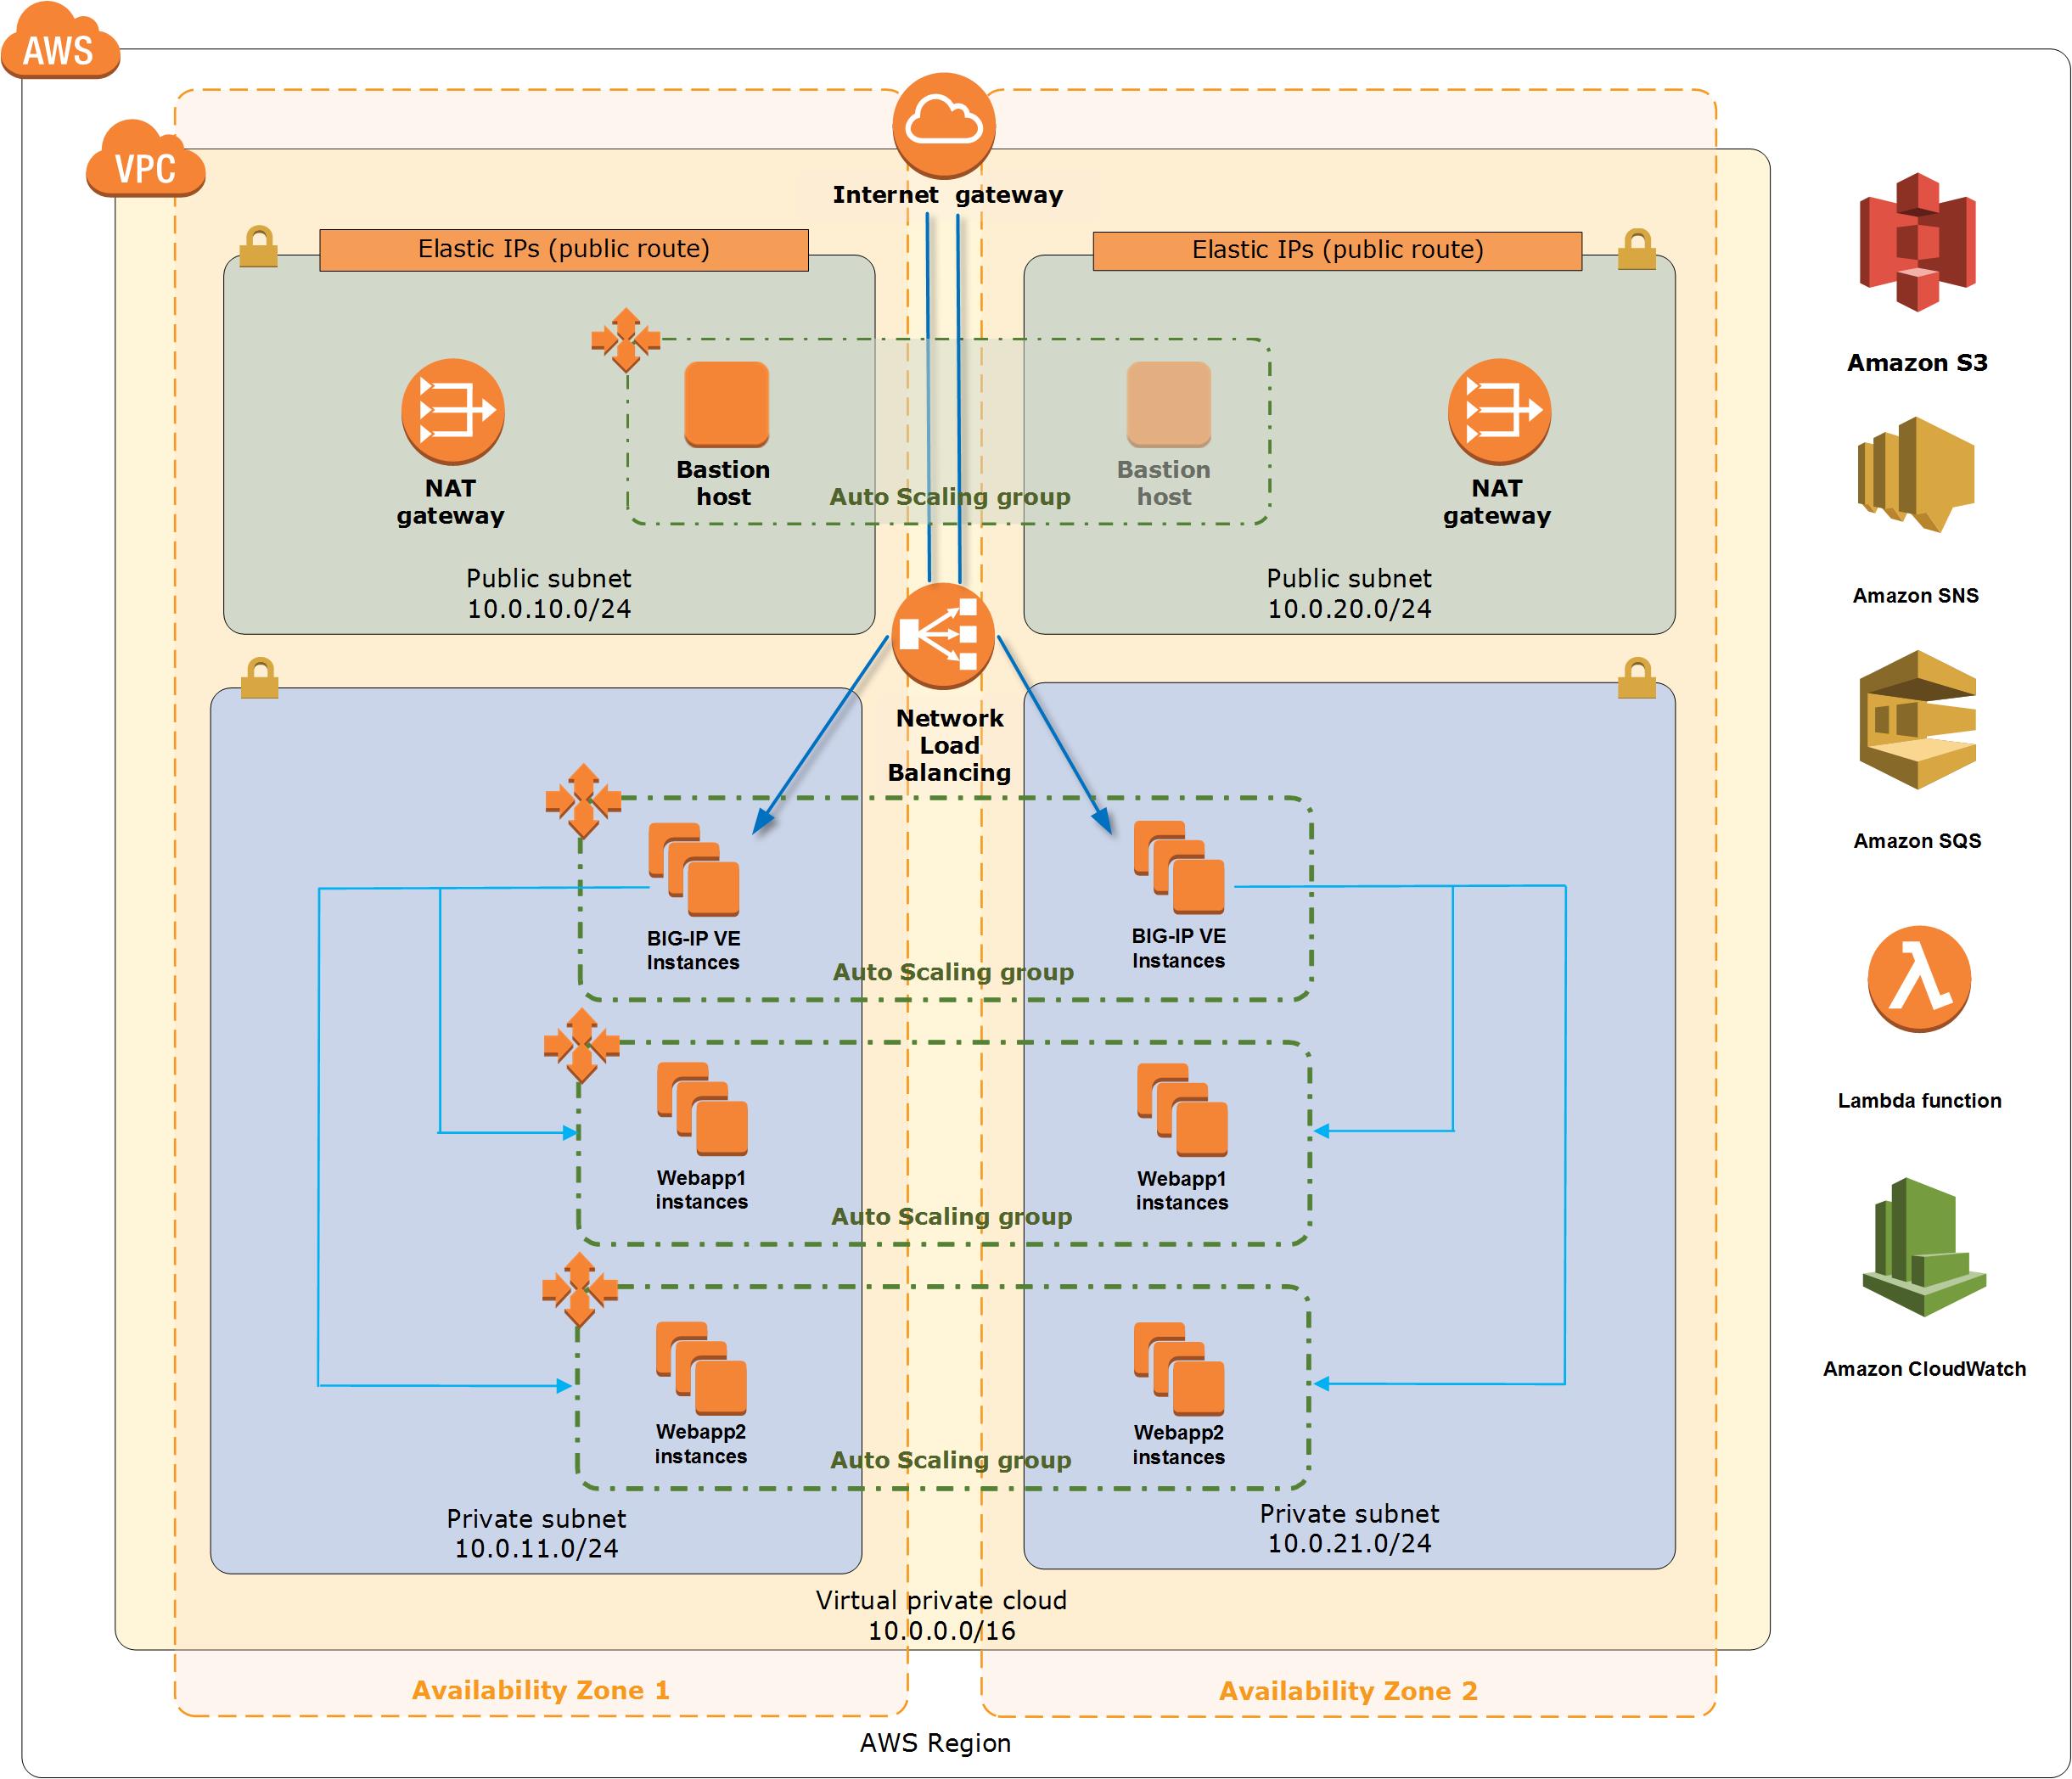 AWS
VPC
Internet gateway
Elastic IPs (public route)
Elastic IPs (public route)
NAT
gateway
Bastion
host
Auto Scaling group
Bastion
host
NAT
gateway
Public subnet
10.0.10.0/24
Public subnet
10.0.20.0/24
Network
Load
Balancing
BIG-IP VE
Instances
BIG-IP VE
Instances
Auto Scaling group
Webapp1
instances
Webapp1
instances
Auto Scaling group
Webapp2
instances
Webapp2
instances
Auto Scaling group
Private subnet
10.0.11.0/24
Private subnet
10.0.21.0/24
Virtual private cloud
10.0.0.0/16
Availability Zone 1
Availability Zone 2
AWS Region
Amazon S3
Amazon SNS
Amazon SQS
Lambda function
Amazon CloudWatch